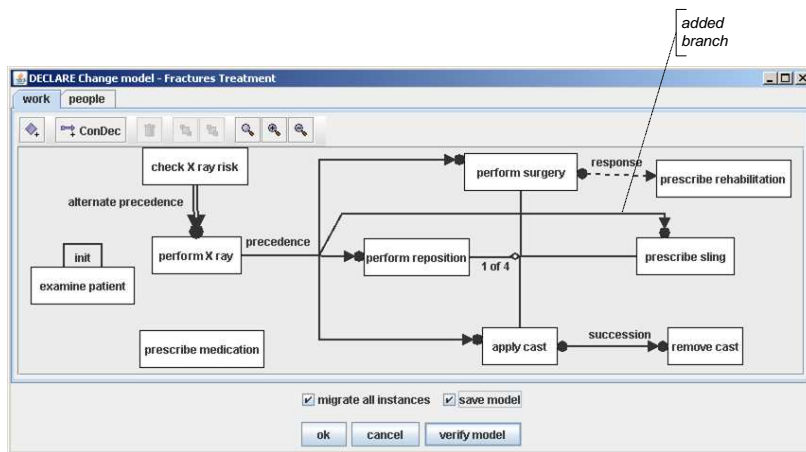 added
branch
DECLARE Change model - Fractures Treatment
work people
ConDec
check X ray risk
perform surgery
response
prescribe rehabilitation
alternate precedence
perform X ray
precedence
perform reposition
1 of 4
prescribe sling
init
examine patient
prescribe medication
apply cast
succession
remove cast
migrate all instances save model
ok cancel verify model